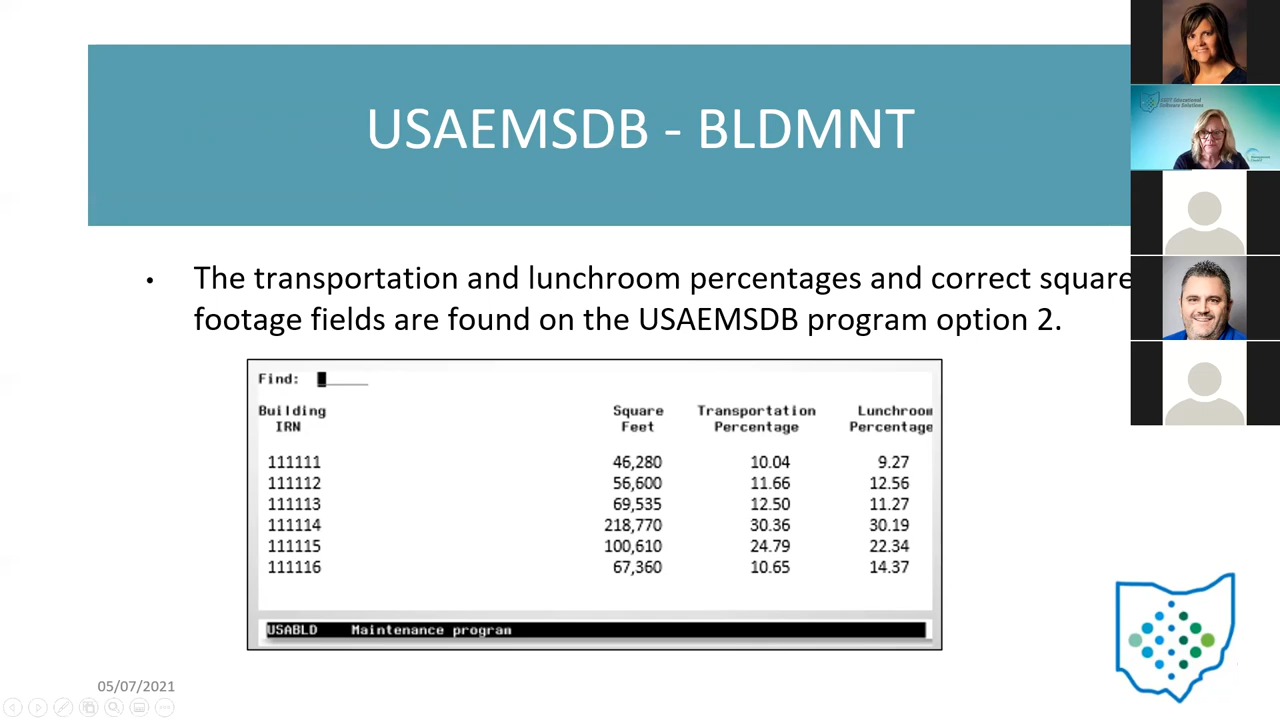 USAEMSDB - BLDMNT
• The transportation and lunchroom percentages and correct square
footage fields are found on the USAEMSDB program option 2.
Find:
Building Square Transportation Lunchroom
IRN Feet Percentage Percentage
111111 46,280 10.04 9.27
111112 56,600 11.66 12.56
111113 69,535 12.50 11.27
111114 218,770 30.36 30.19
111115 100,610 24.79 22.34
111116 67,360 10.65 14.37
USABLD Maintenance program
05/07/2021